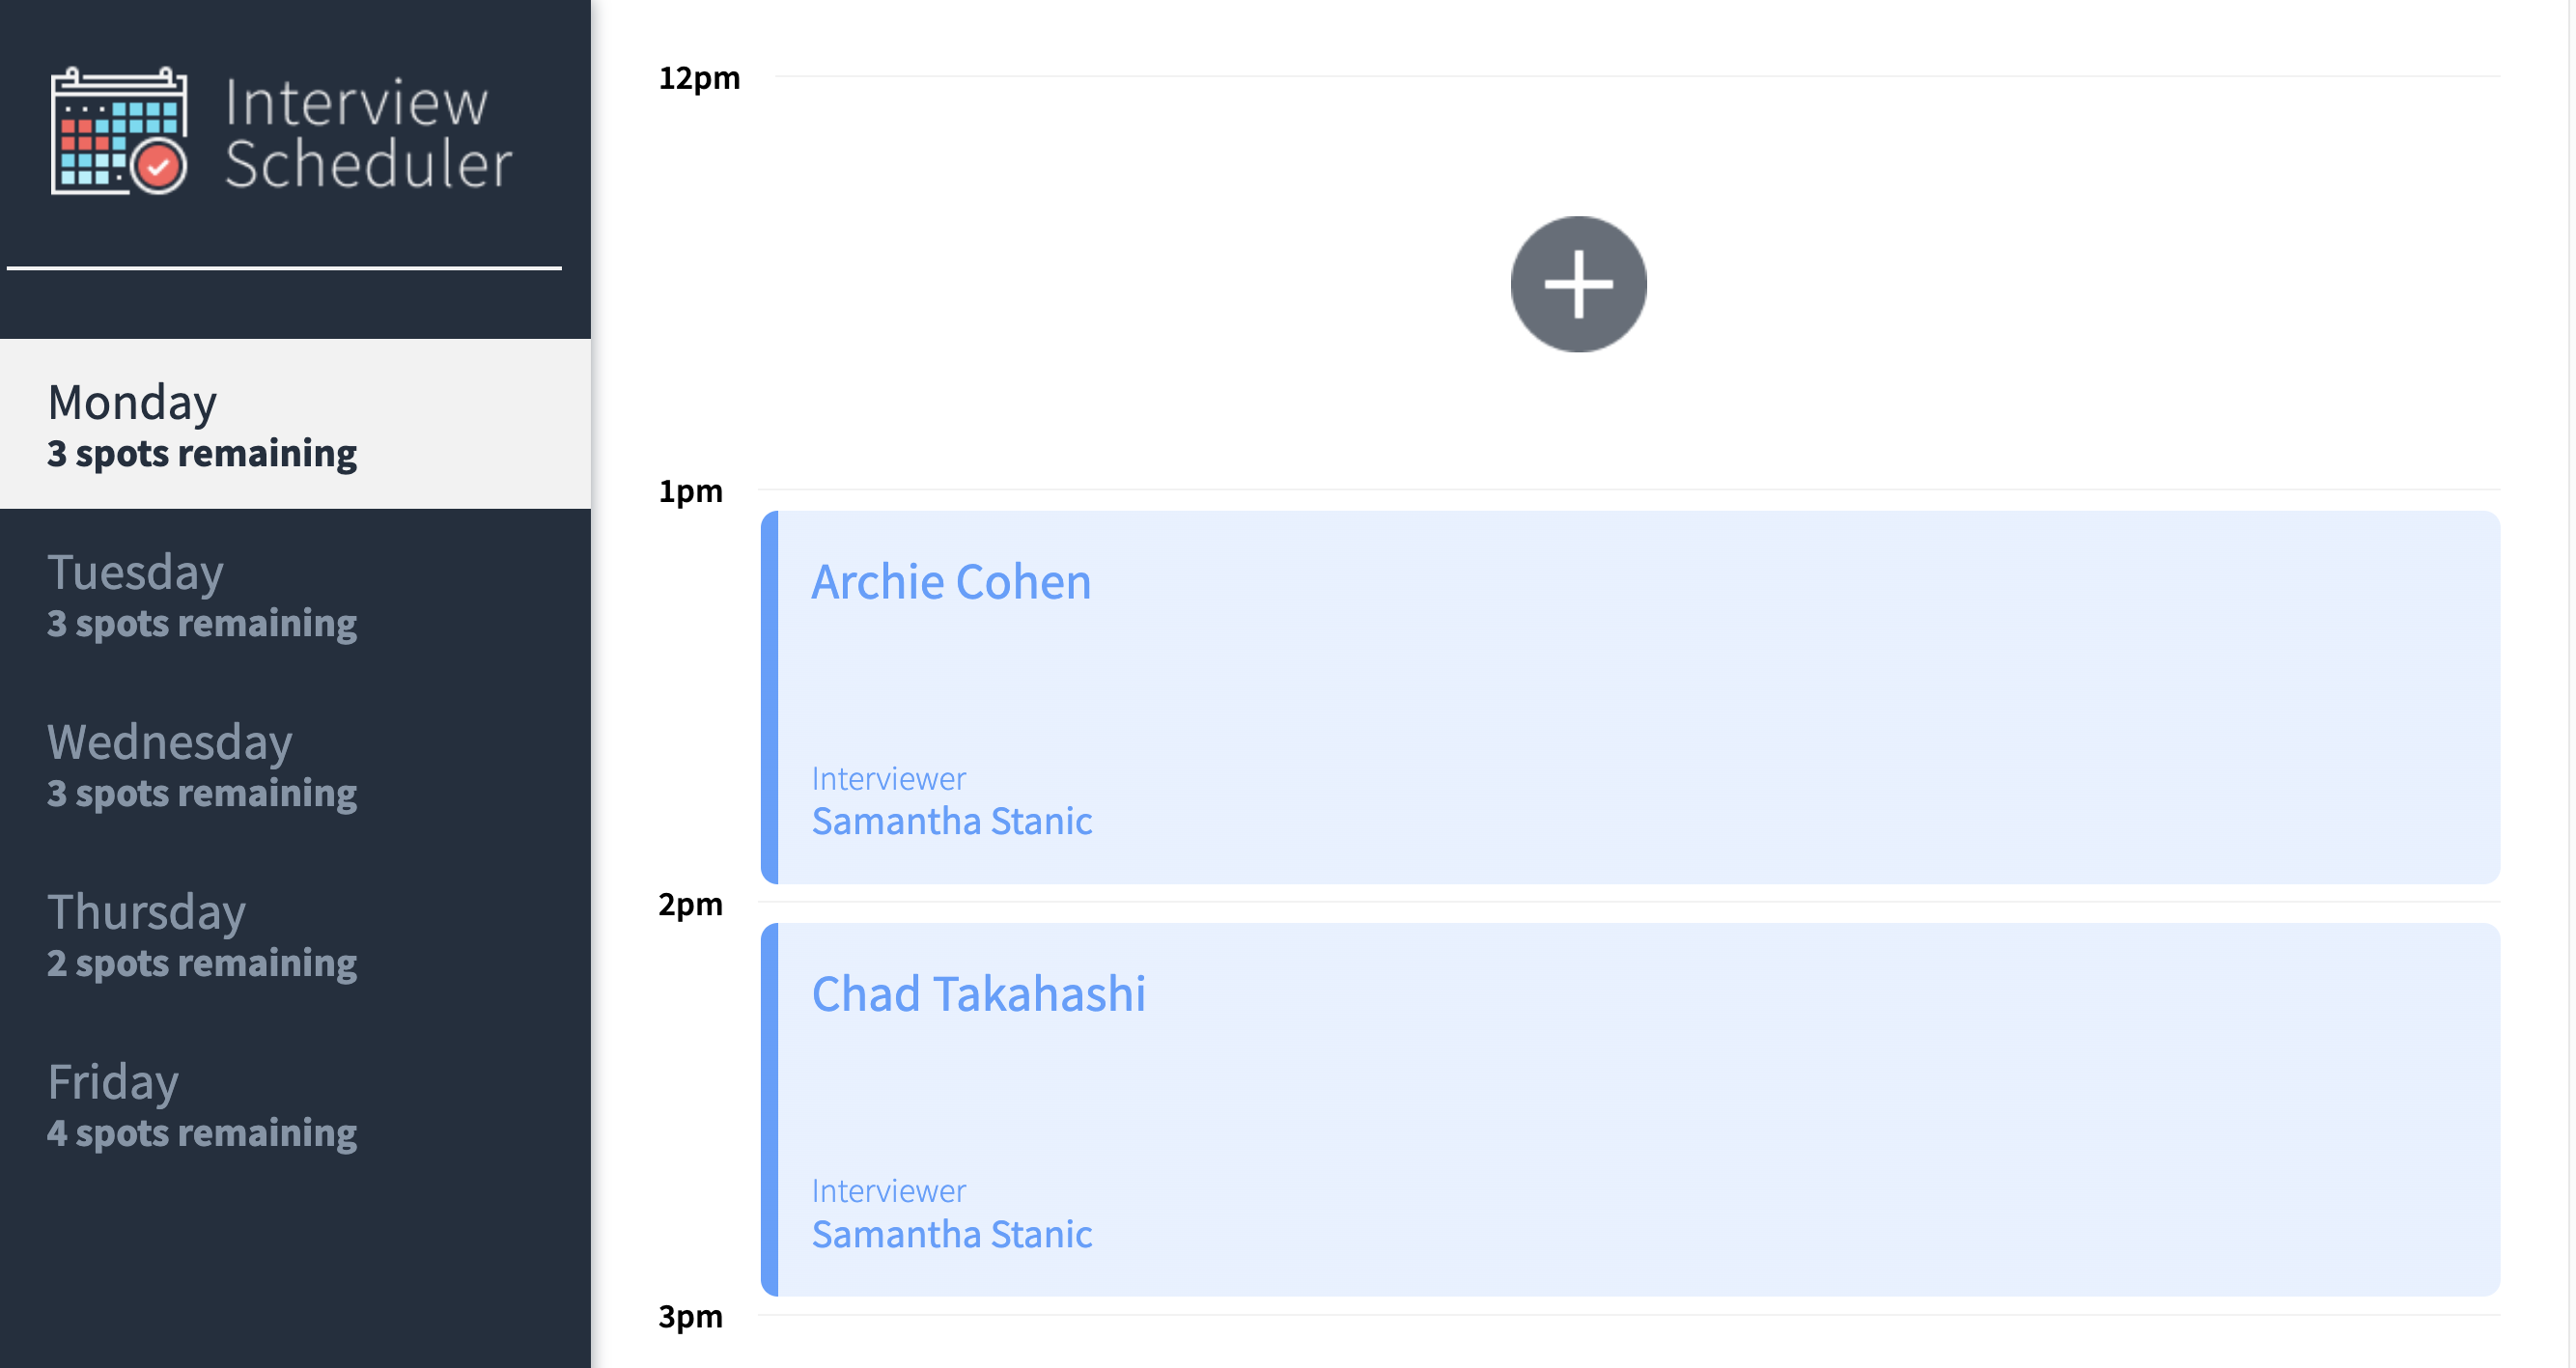 Interview
Scheduler
Monday
3 spots remaining
Tuesday
3 spots remaining
Wednesday
3 spots remaining
Thursday
2 spots remaining
Friday
4 spots remaining
12pm
1pm
Archie Cohen
Interviewer
Samantha Stanic
2pm
Chad Takahashi
Interviewer
Samantha Stanic
3pm